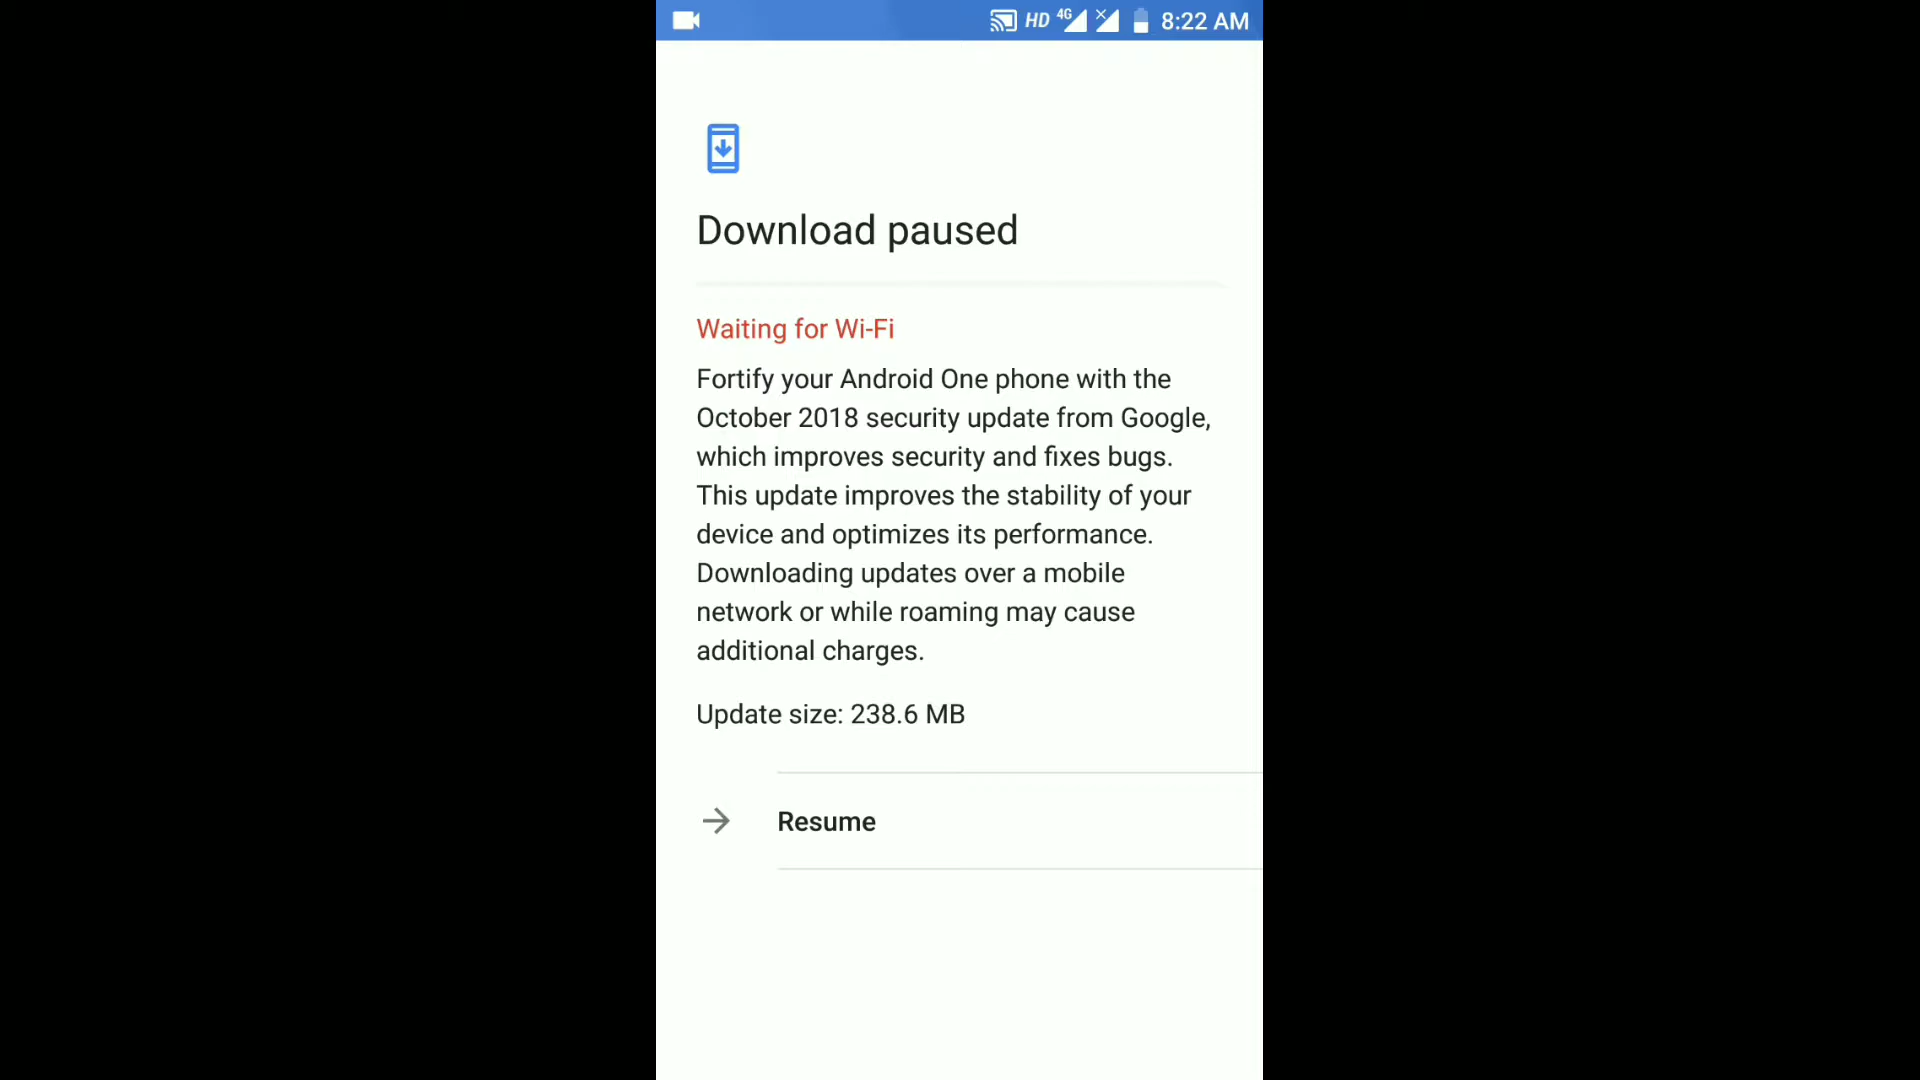 HD 4G 8:22 AM
Download paused
Waiting for Wi-Fi
Fortify your Android One phone with the
October 2018 security update from Google,
which improves security and fixes bugs.
This update improves the stability of your
device and optimizes its performance.
Downloading updates over a mobile
network or while roaming may cause
additional charges.
Update size: 238.6 MB
Resume